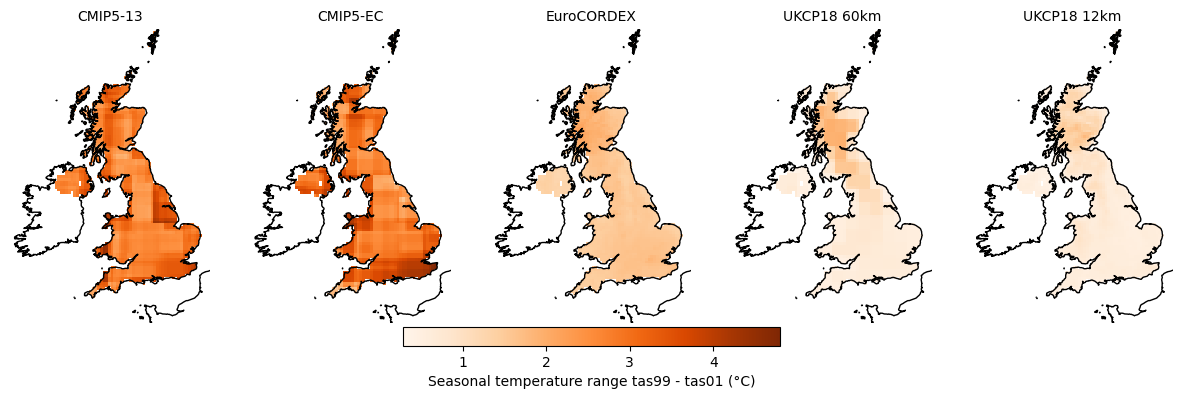 CMIP5-13
CMIP5-EC
EuroCORDEX
UKCP18 60km
UKCP18 12km
1 2 3 4
Seasonal temperature range tas99 - tas01 (°C)